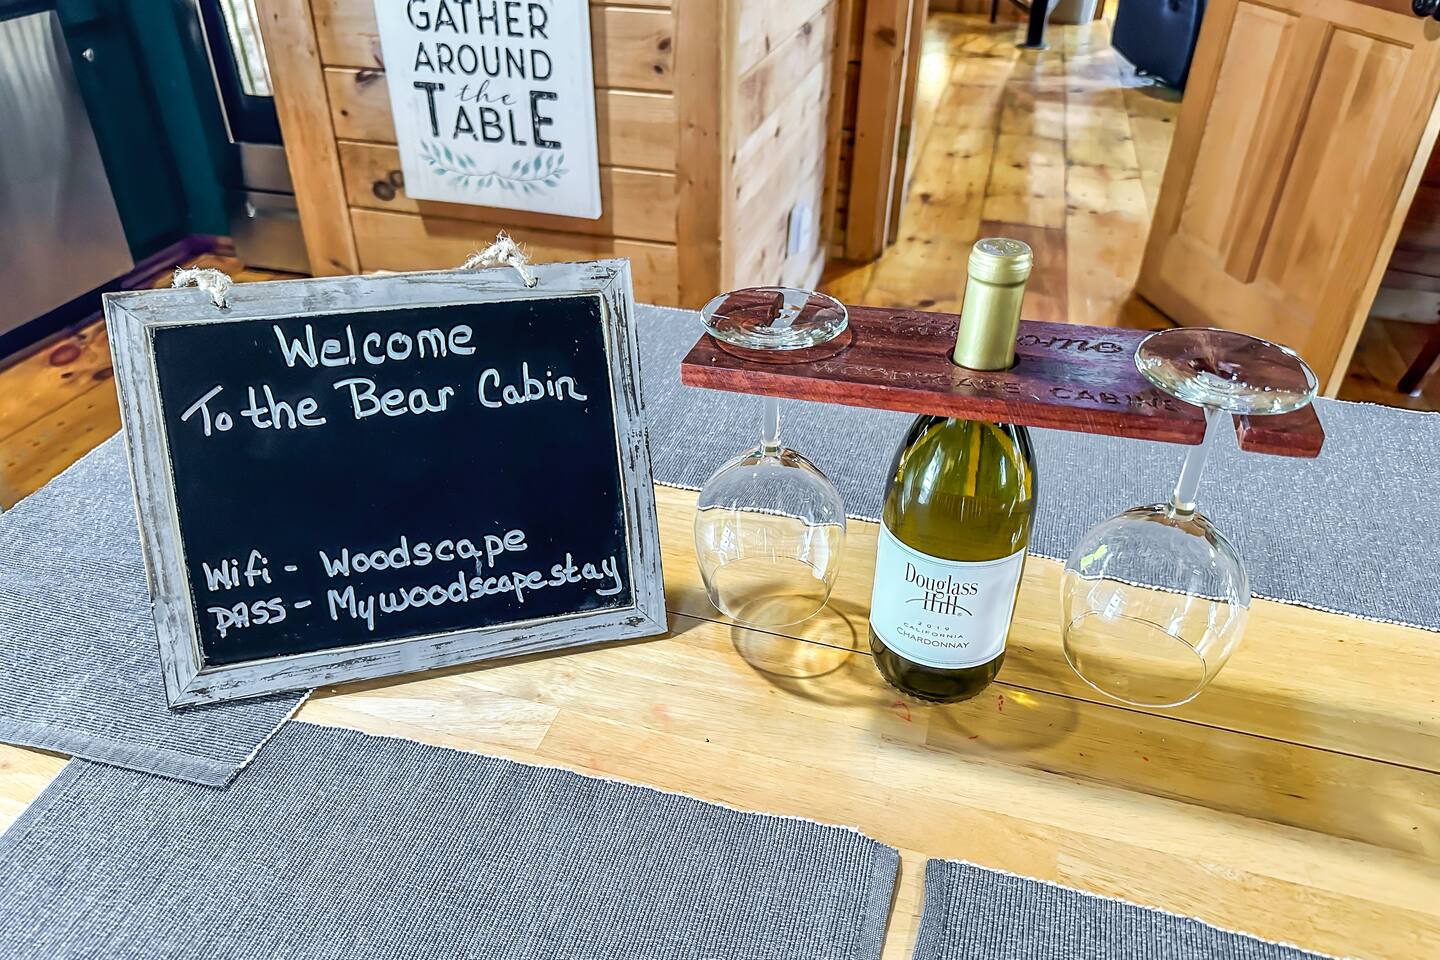 GATHER
AROUND
the
TABLE
Welcome
To the Bear Cabin
Wifi - Woodscape
PASS - Mywoodscapestay
Welcome
WOODSCAPE CABINS
Douglass
Hill
2019
CALIFORNIA
CHARDONNAY